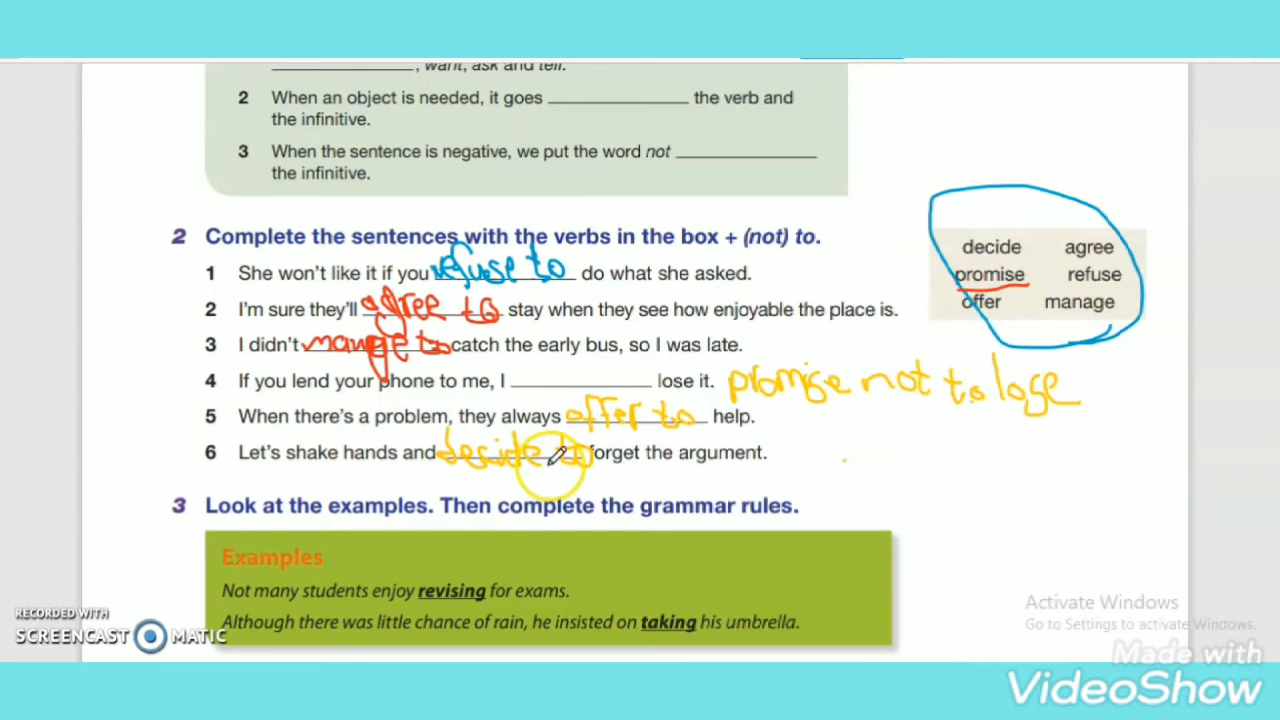 ____________, want, ask and tell.
2 When an object is needed, it goes ____________ the verb and
the infinitive.
3 When the sentence is negative, we put the word not ____________
the infinitive.
2 Complete the sentences with the verbs in the box + (not) to.
decide agree
promise refuse
offer manage
1 She won't like it if you refuse to do what she asked.
2 I'm sure they'll agree to stay when they see how enjoyable the place is.
3 I didn't manage to catch the early bus, so I was late.
4 If you lend your phone to me, I ____________ lose it. promise not to lose
5 When there's a problem, they always offer to help.
6 Let's shake hands and decide to forget the argument.
3 Look at the examples. Then complete the grammar rules.
Examples
Not many students enjoy revising for exams.
Although there was little chance of rain, he insisted on taking his umbrella.
RECORDED WITH
SCREENCAST MATIC
Activate Windows
Go to Settings to activate Windows.
Made with
VideoShow